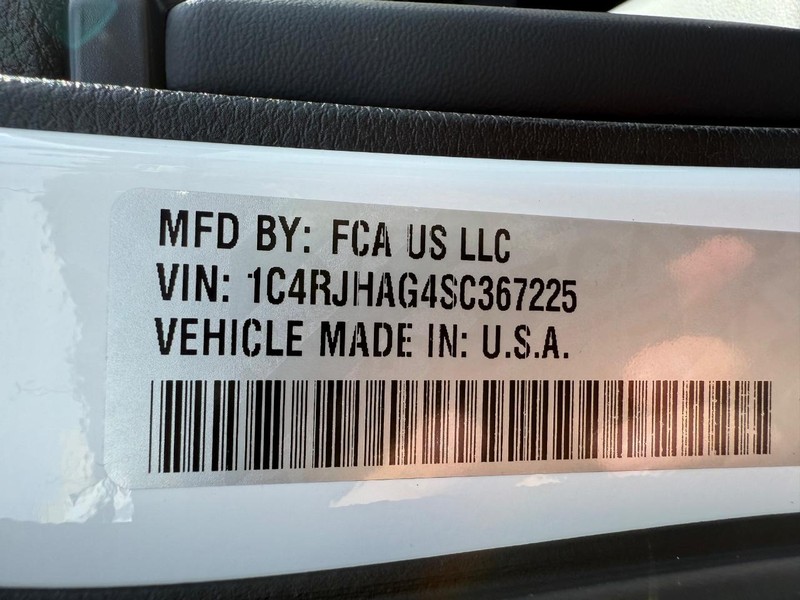 MFD BY: FCA US LLC
VIN: 1C4RJHAG4SC367225
VEHICLE MADE IN: U.S.A.